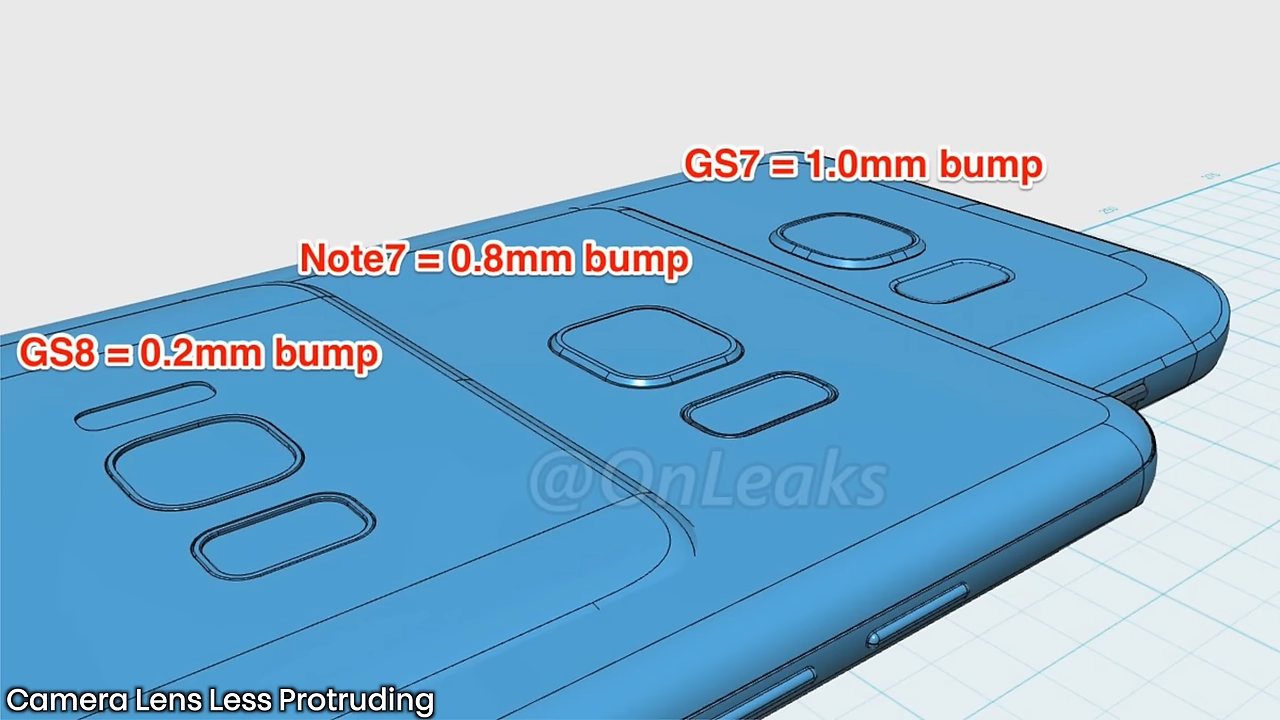 GS7 = 1.0mm bump
Note7 = 0.8mm bump
GS8 = 0.2mm bump
@OnLeaks
Camera Lens Less Protruding